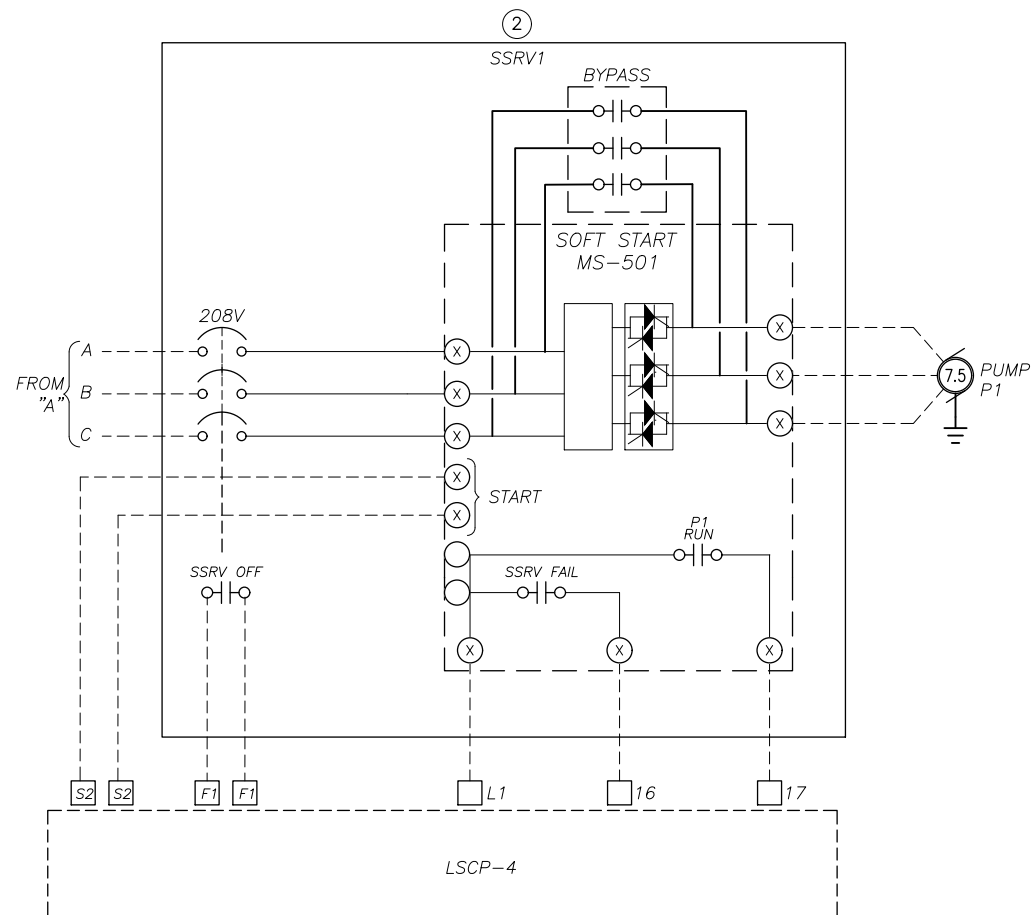 2
SSRV1
BYPASS
SOFT START
MS-501
208V
A
FROM
"A"
B
C
X
X
X
X
X
X
7.5
PUMP
P1
X
X
START
P1
RUN
SSRV OFF
SSRV FAIL
X
X
X
S2
S2
F1
F1
L1
16
17
LSCP-4